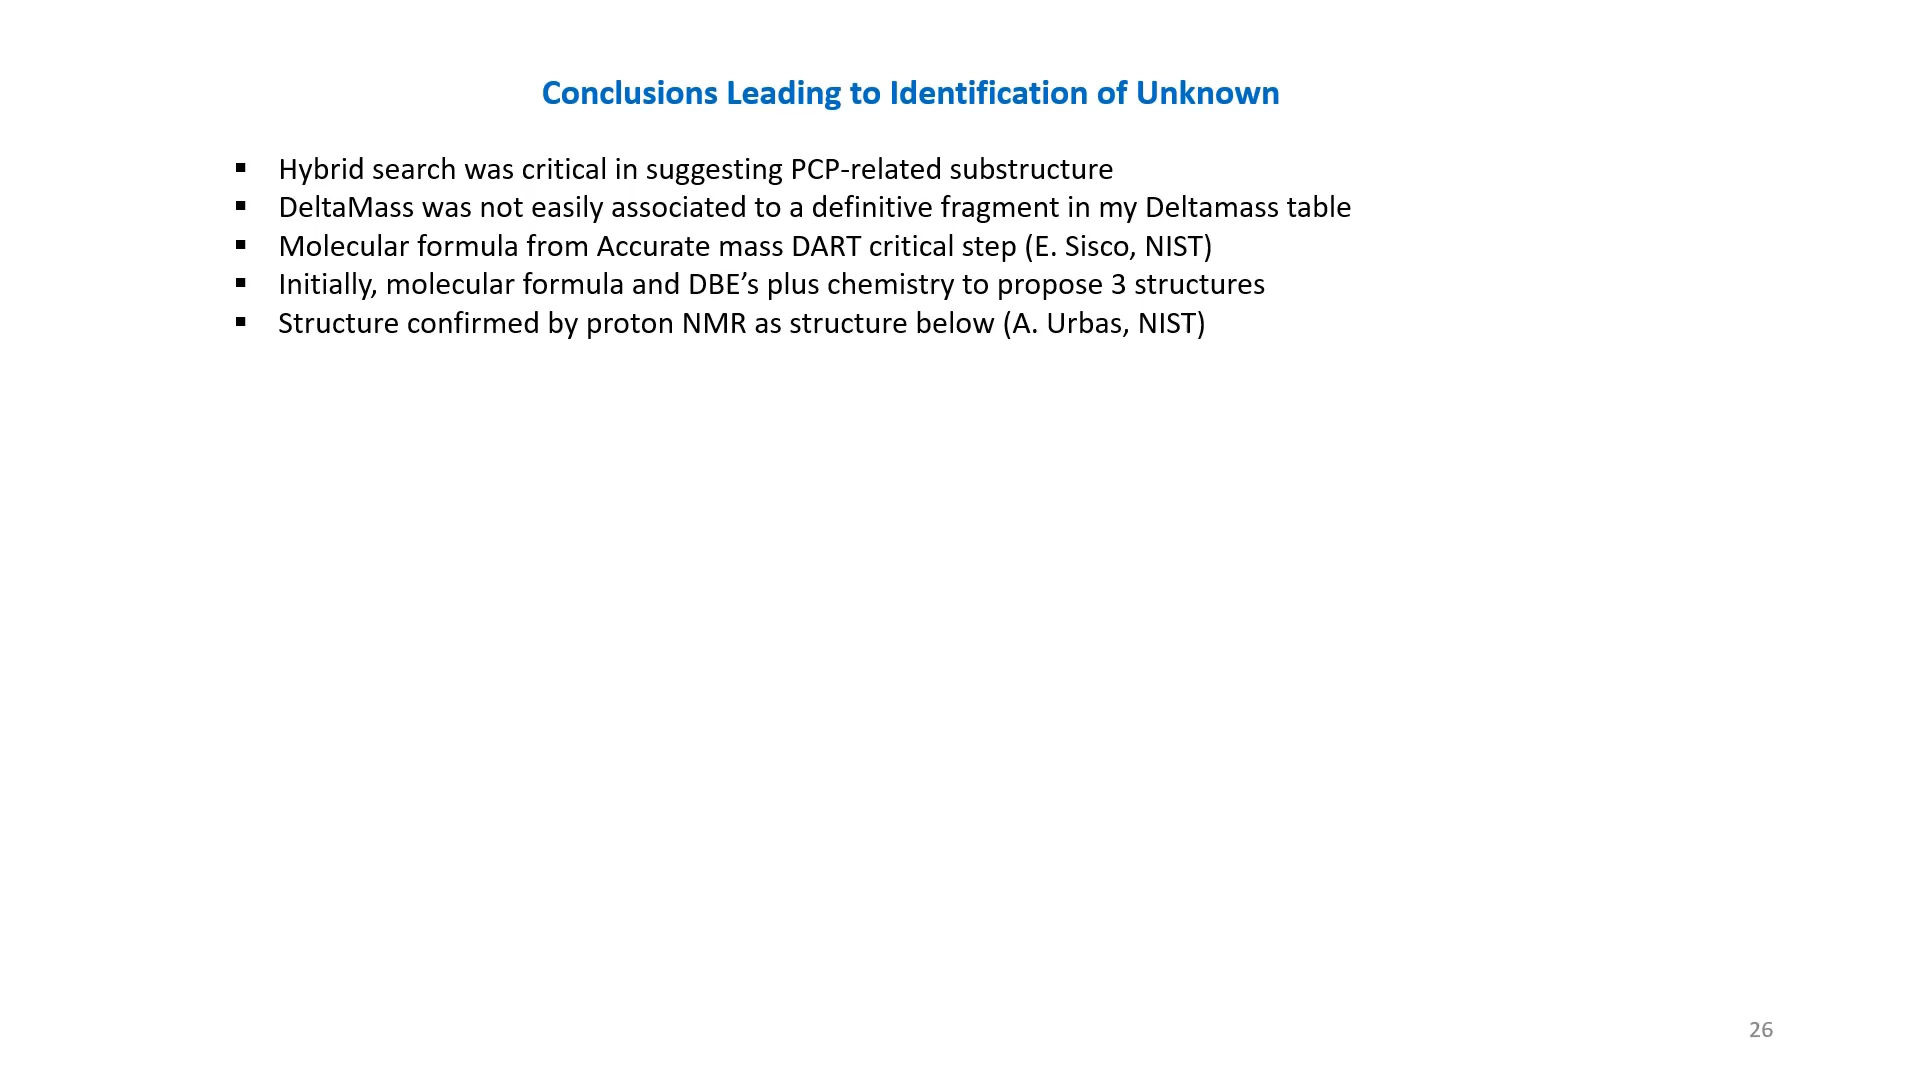 Conclusions Leading to Identification of Unknown
▪ Hybrid search was critical in suggesting PCP-related substructure
▪ DeltaMass was not easily associated to a definitive fragment in my Deltamass table
▪ Molecular formula from Accurate mass DART critical step (E. Sisco, NIST)
▪ Initially, molecular formula and DBE’s plus chemistry to propose 3 structures
▪ Structure confirmed by proton NMR as structure below (A. Urbas, NIST)
26